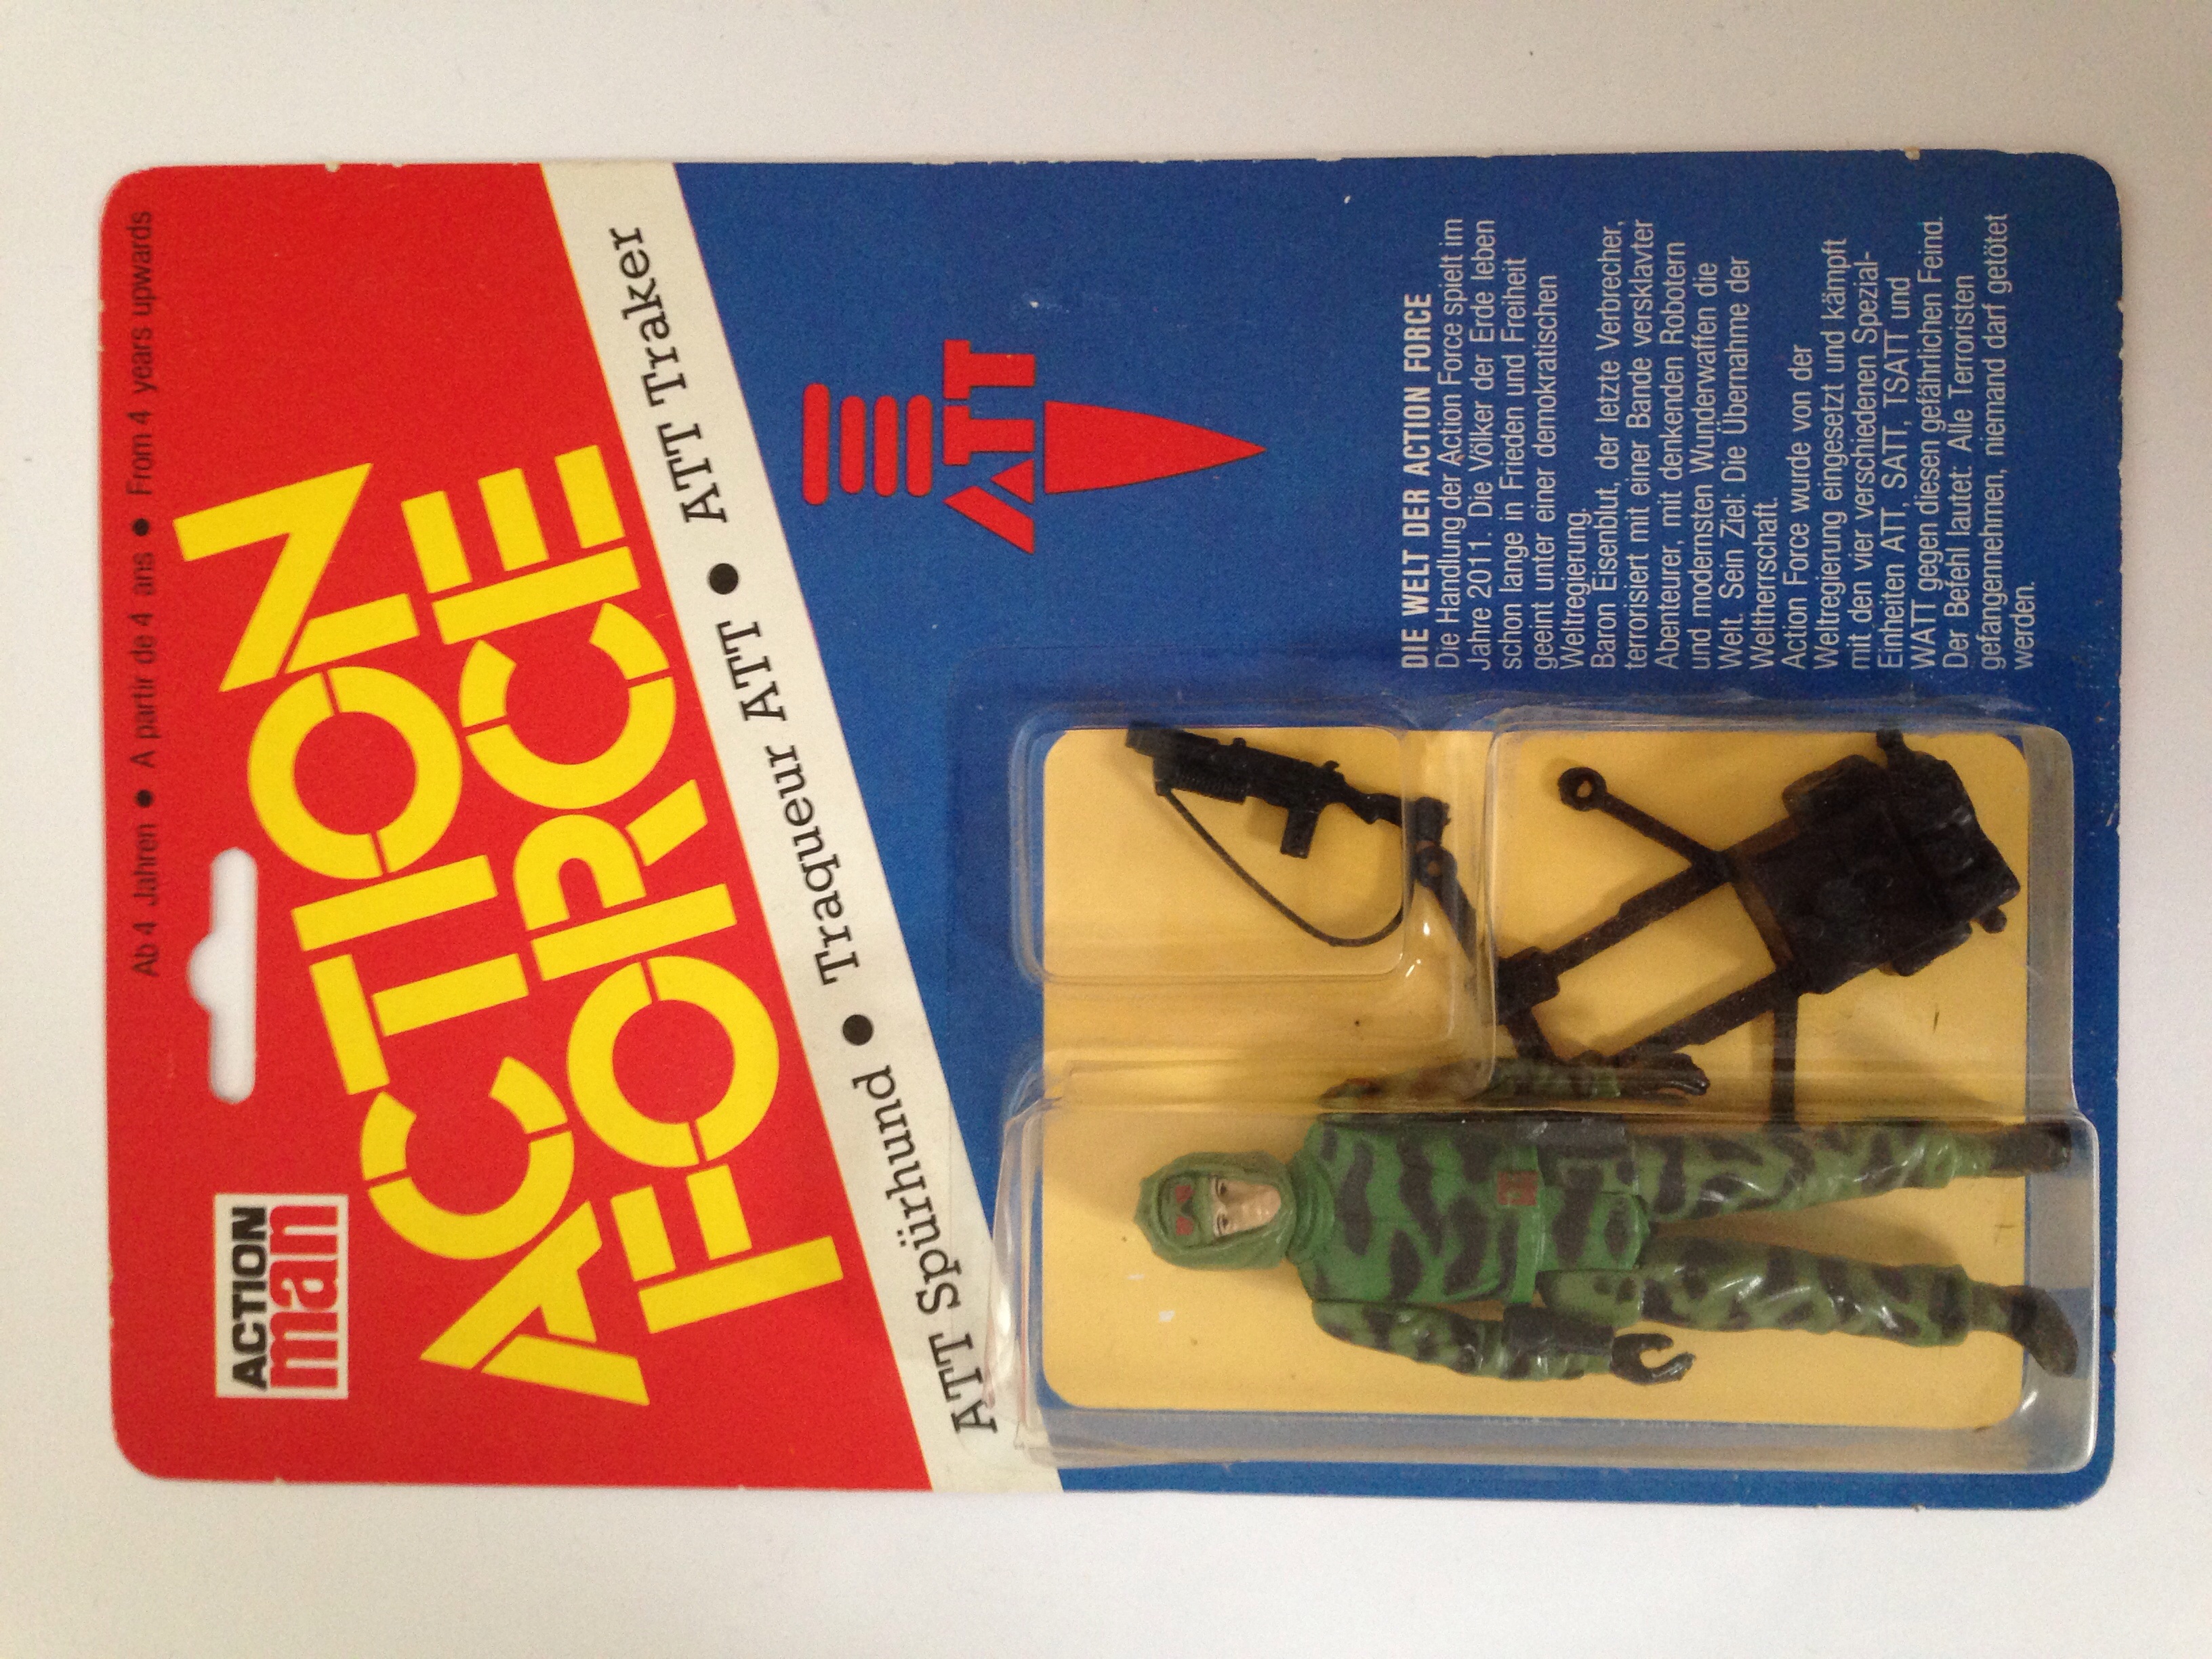 Ab 4 Jahren ● A partir de 4 ans ● From 4 years upwards
ACTION
man
ACTION
FORCE
ATT Spürhund ● Traqueur ATT ● ATT Traker
ATT
DIE WELT DER ACTION FORCE
Die Handlung der Action Force spielt im
Jahre 2011. Die Völker der Erde leben
schon lange in Frieden und Freiheit
geeint unter einer demokratischen
Weltregierung.
Baron Eisenblut, der letzte Verbrecher,
terrorisiert mit einer Bande versklavter
Abenteurer, mit denkenden Robotern
und modernsten Wunderwaffen die
Welt. Sein Ziel: Die Übernahme der
Weltherrschaft.
Action Force wurde von der
Weltregierung eingesetzt und kämpft
mit den vier verschiedenen Spezial-
Einheiten ATT, SATT, TSATT und
WATT gegen diesen gefährlichen Feind.
Der Befehl lautet: Alle Terroristen
gefangennehmen, niemand darf getötet
werden.